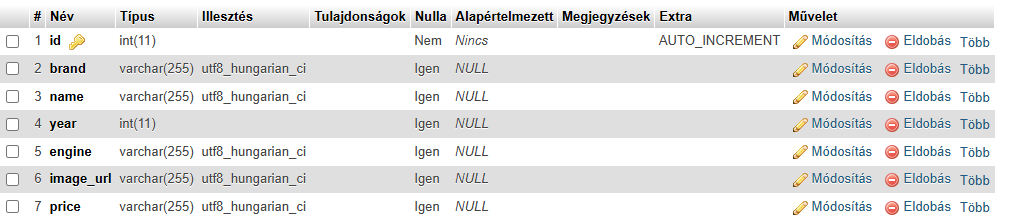 # Név Típus Illesztés Tulajdonságok Nulla Alapértelmezett Megjegyzések Extra Művelet
1 id int(11) Nem Nincs AUTO_INCREMENT Módosítás Eldobás Több
2 brand varchar(255) utf8_hungarian_ci Igen NULL Módosítás Eldobás Több
3 name varchar(255) utf8_hungarian_ci Igen NULL Módosítás Eldobás Több
4 year int(11) Igen NULL Módosítás Eldobás Több
5 engine varchar(255) utf8_hungarian_ci Igen NULL Módosítás Eldobás Több
6 image_url varchar(255) utf8_hungarian_ci Igen NULL Módosítás Eldobás Több
7 price varchar(255) utf8_hungarian_ci Igen NULL Módosítás Eldobás Több